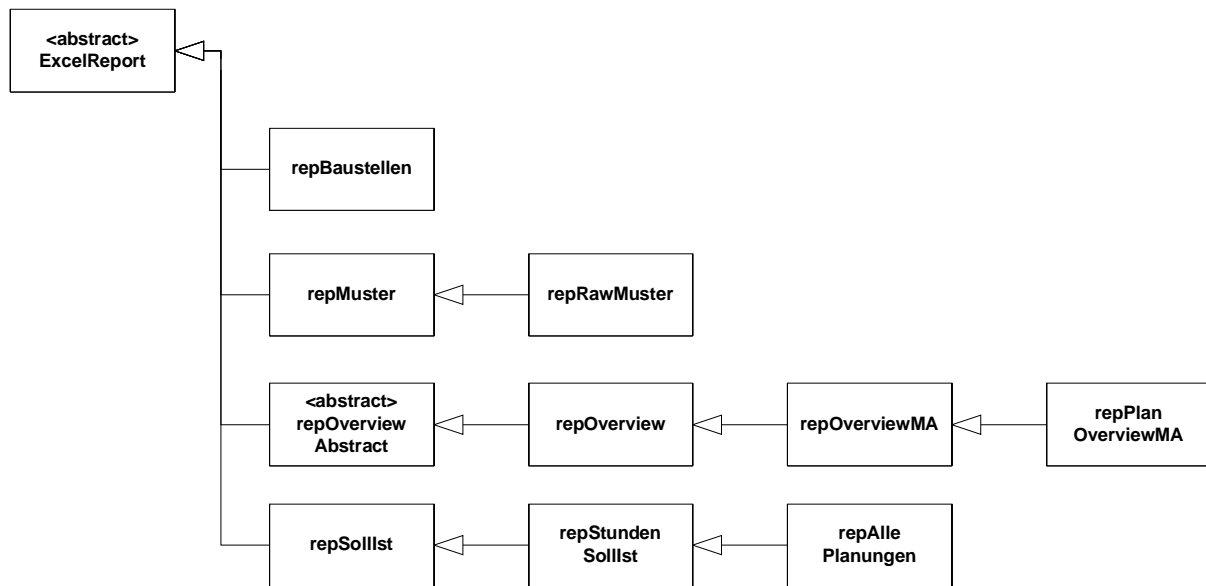 <abstract>
ExcelReport
repBaustellen
repMuster
repRawMuster
<abstract>
repOverview
Abstract
repOverview
repOverviewMA
repPlan
OverviewMA
repSollIst
repStunden
SollIst
repAlle
Planungen